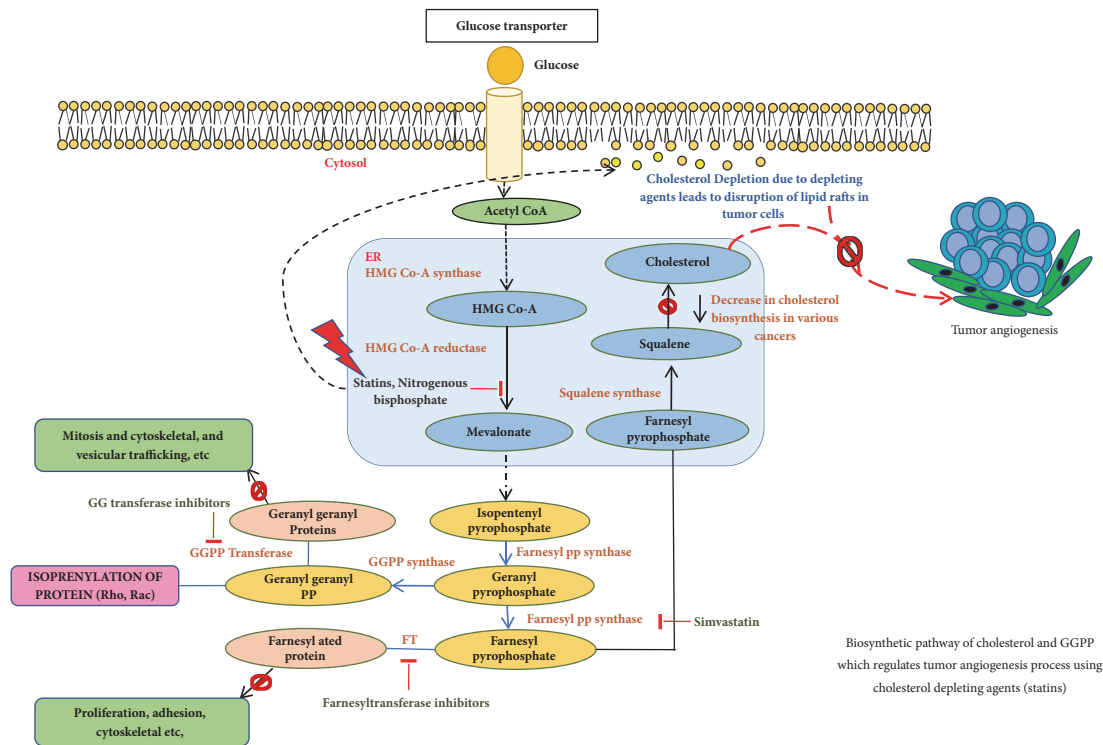 Glucose transporter
Glucose
Cytosol
Cholesterol Depletion due to depleting
agents leads to disruption of lipid rafts in
tumor cells
Acetyl CoA
ER
HMG Co-A synthase
Cholesterol
HMG Co-A
Decrease in cholesterol
biosynthesis in various
cancers
Tumor angiogenesis
HMG Co-A reductase
Squalene
Statins, Nitrogenous
bisphosphate
Squalene synthase
Mevalonate
Farnesyl
pyrophosphate
Mitosis and cytoskeletal, and
vesicular trafficking, etc
GG transferase inhibitors
Geranyl geranyl
Proteins
Isopentenyl
pyrophosphate
GGPP Transferase
GGPP synthase
Farnesyl pp synthase
ISOPRENYLATION OF
PROTEIN (Rho, Rac)
Geranyl geranyl
PP
Geranyl
pyrophosphate
Farnesyl pp synthase
Simvastatin
Farnesyl ated
protein
FT
Farnesyl
pyrophosphate
Farnesyltransferase inhibitors
Proliferation, adhesion,
cytoskeletal etc,
Biosynthetic pathway of cholesterol and GGPP
which regulates tumor angiogenesis process using
cholesterol depleting agents (statins)